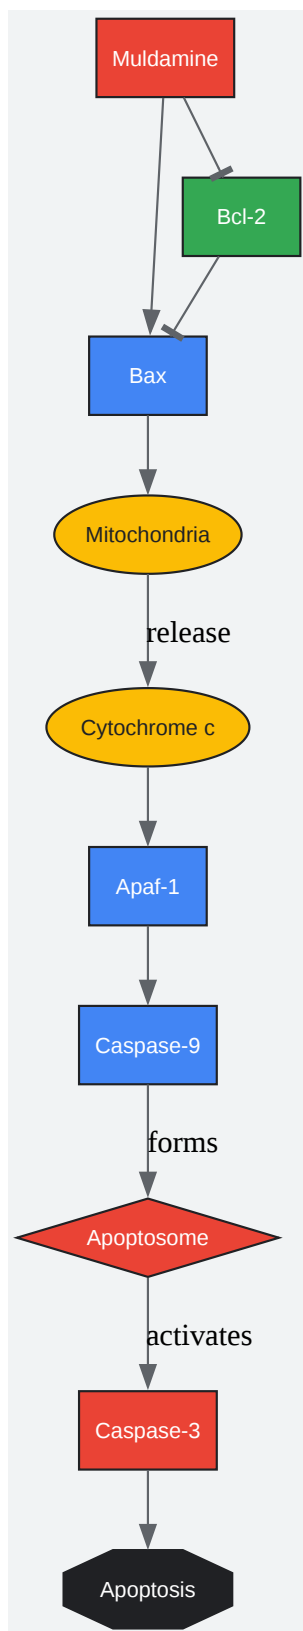 Muldamine
Bcl-2
Bax
Mitochondria
release
Cytochrome c
Apaf-1
Caspase-9
forms
Apoptosome
activates
Caspase-3
Apoptosis